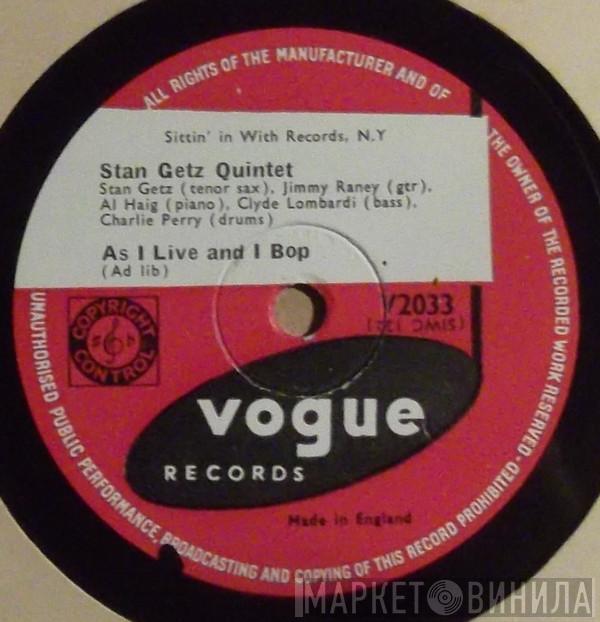 ALL RIGHTS OF THE MANUFACTURER AND OF THE OWNER OF THE RECORDED WORK RESERVED - UNAUTHORISED PUBLIC PERFORMANCE, BROADCASTING AND COPYING OF THIS RECORD PROHIBITED -
Sittin' in With Records, N.Y
Stan Getz Quintet
Stan Getz (tenor sax), Jimmy Raney (gtr),
Al Haig (piano), Clyde Lombardi (bass),
Charlie Perry (drums)
As I Live and I Bop
(Ad lib)
V2033
COPYRIGHT
CONTROL
vogue
RECORDS
Made in England
МАРКЕТ ВИНИЛА